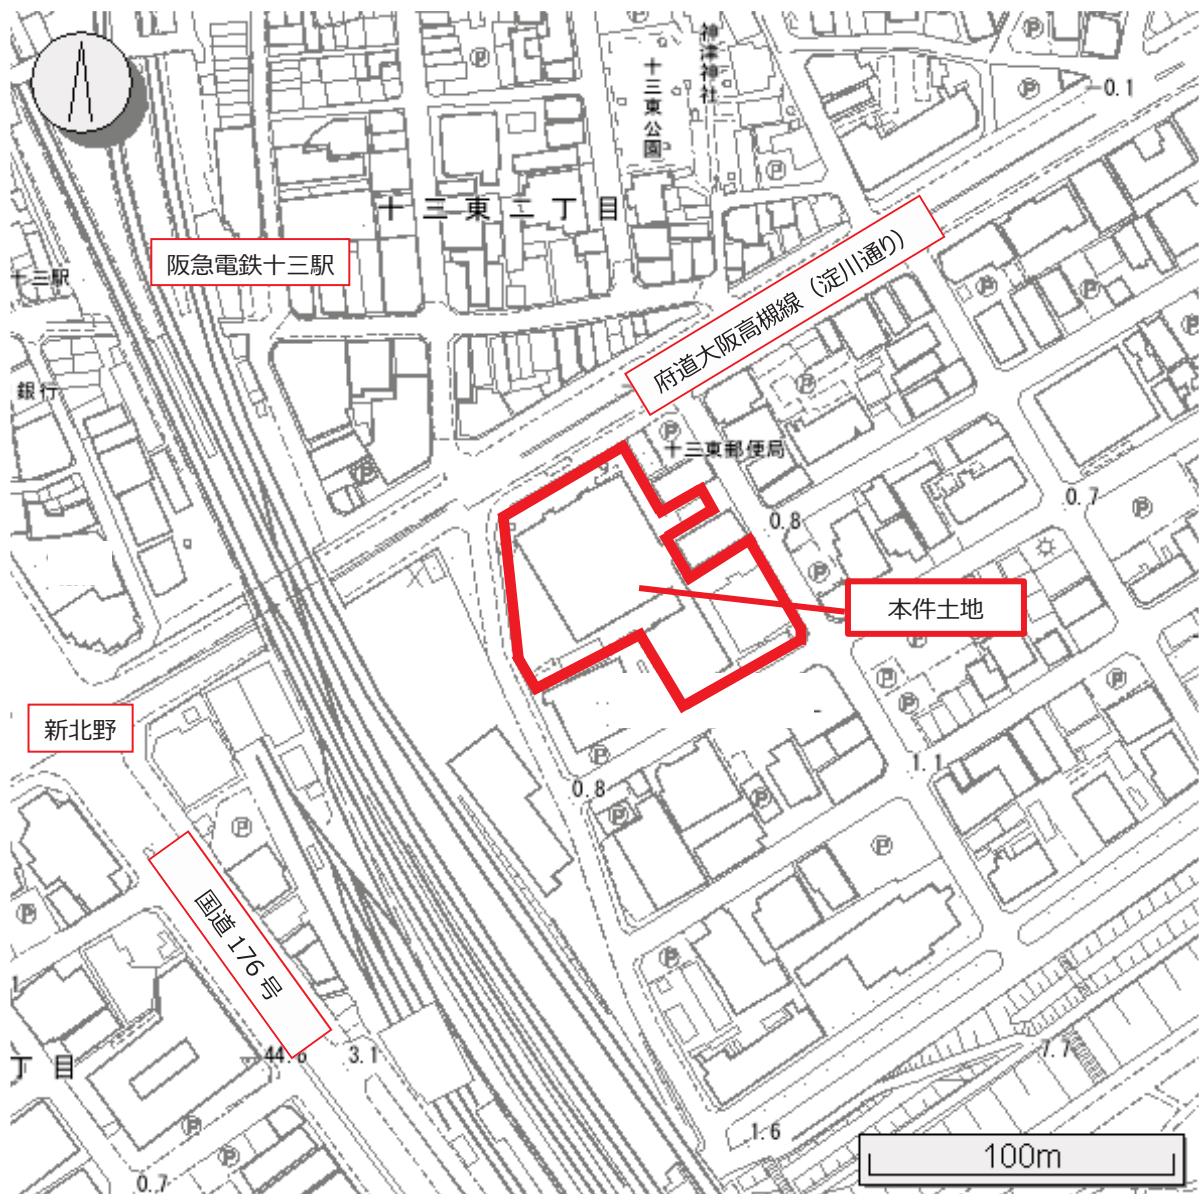 神津神社
十三東公園
Ⓟ
Ⓟ
Ⓟ
0.1
Ⓟ
十三東二丁目
阪急電鉄十三駅
十三駅
府道大阪高槻線（淀川通り）
Ⓟ
Ⓟ
Ⓟ
銀行
Ⓟ
Ⓟ
十三東郵便局
Ⓟ
0.7
Ⓟ
0.8
Ⓟ
本件土地
Ⓟ
Ⓟ
Ⓟ
Ⓟ
新北野
Ⓟ
1.1
0.8
Ⓟ
Ⓟ
Ⓟ
Ⓟ
Ⓟ
国道176号
Ⓟ
丁目
3.1
7.7
Ⓟ
1.6
Ⓟ
0.7
100m